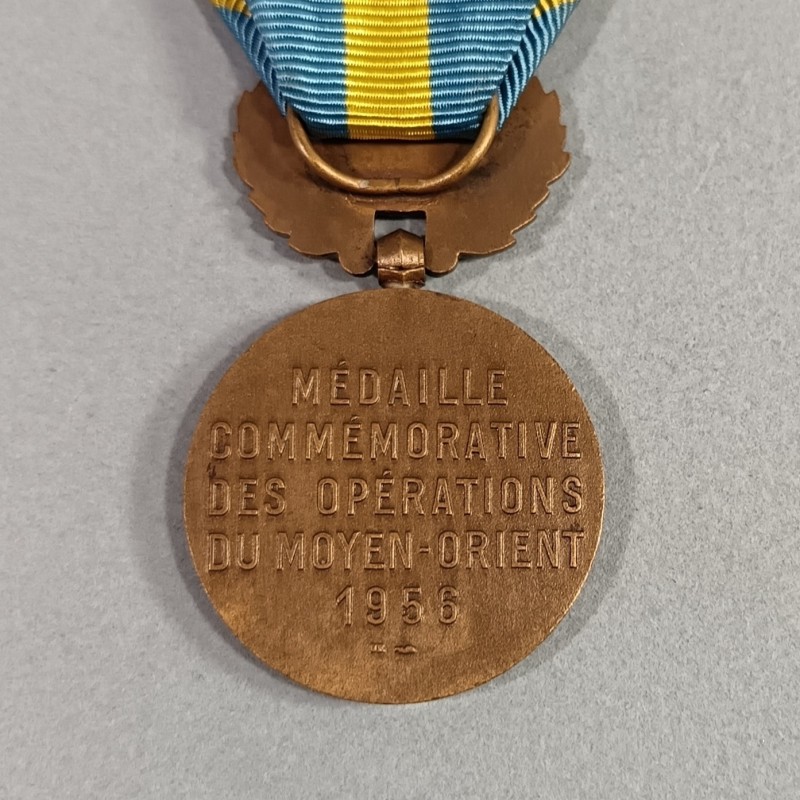 MÉDAILLE
COMMÉMORATIVE
DES OPÉRATIONS
DU MOYEN-ORIENT
1956